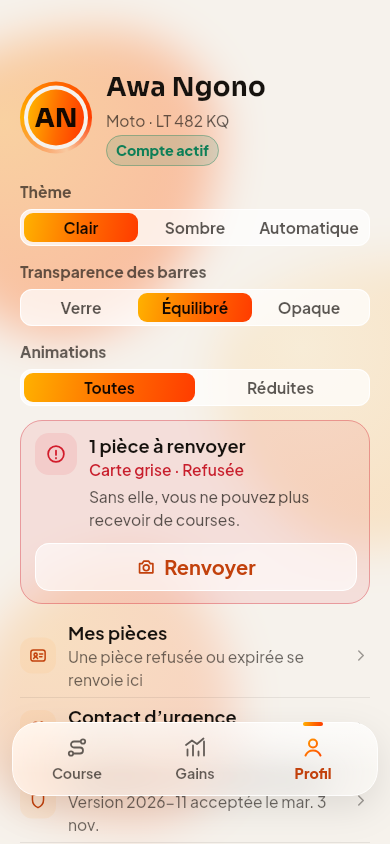 AN
Awa Ngono
Moto · LT 482 KQ
Compte actif
Thème
Clair
Sombre
Automatique
Transparence des barres
Verre
Équilibré
Opaque
Animations
Toutes
Réduites
1 pièce à renvoyer
Carte grise · Refusée
Sans elle, vous ne pouvez plus
recevoir de courses.
Renvoyer
Mes pièces
Une pièce refusée ou expirée se
renvoie ici
Contact d’urgence
Version 2026–11 acceptée le mar. 3
nov.
Course
Gains
Profil